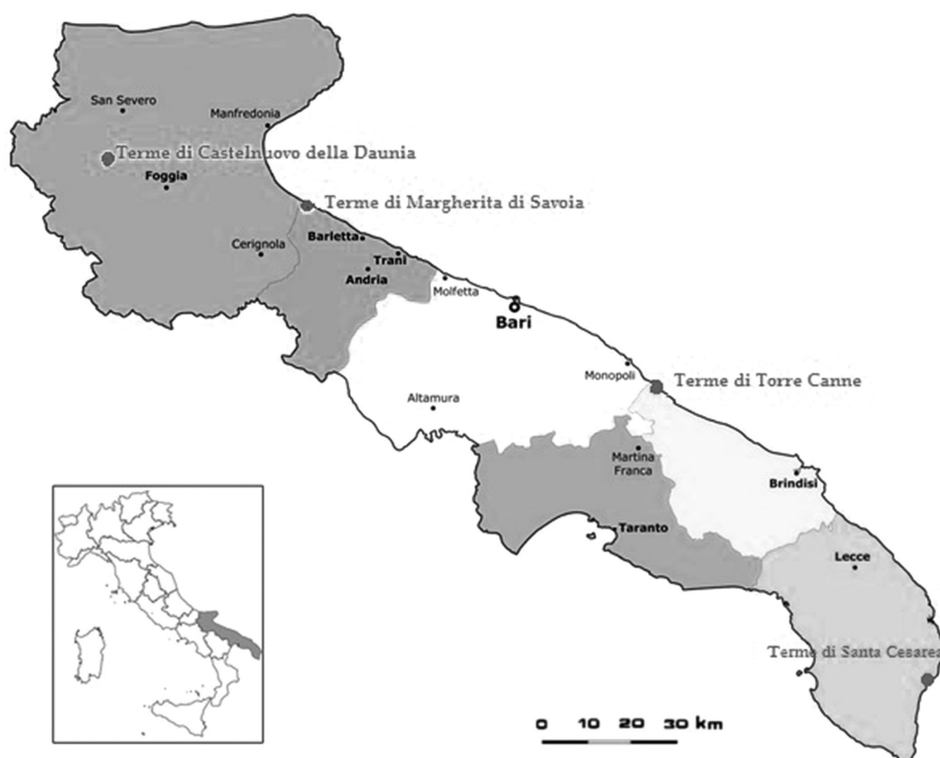 San Severo
Manfredonia
Terme di Castelnuovo della Daunia
Foggia
Terme di Margherita di Savoia
Barletta
Cerignola
Trani
Andria
Molfetta
Bari
Monopoli
Terme di Torre Canne
Altamura
Martina
Franca
Brindisi
Taranto
Lecce
Terme di Santa Cesarea
0 10 20 30 km